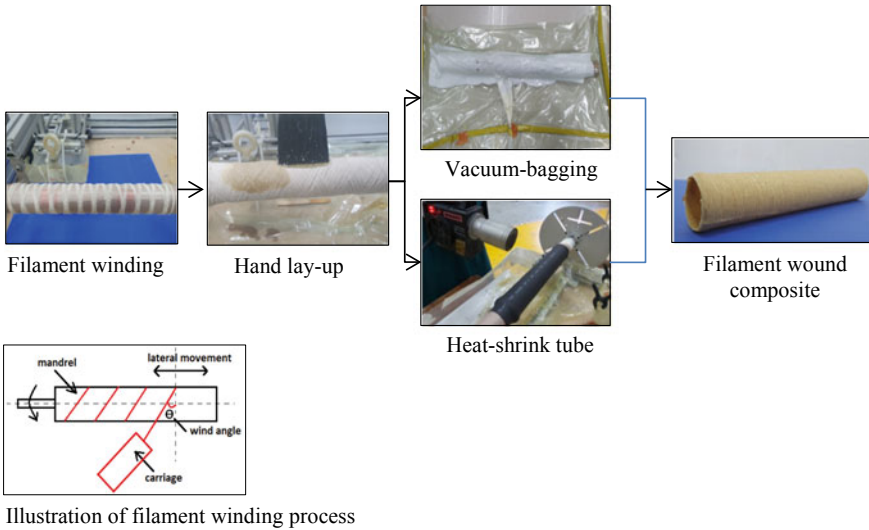 Filament winding
Hand lay-up
Vacuum-bagging
Heat-shrink tube
Filament wound
composite
lateral movement
mandrel
θ
wind angle
carriage
Illustration of filament winding process